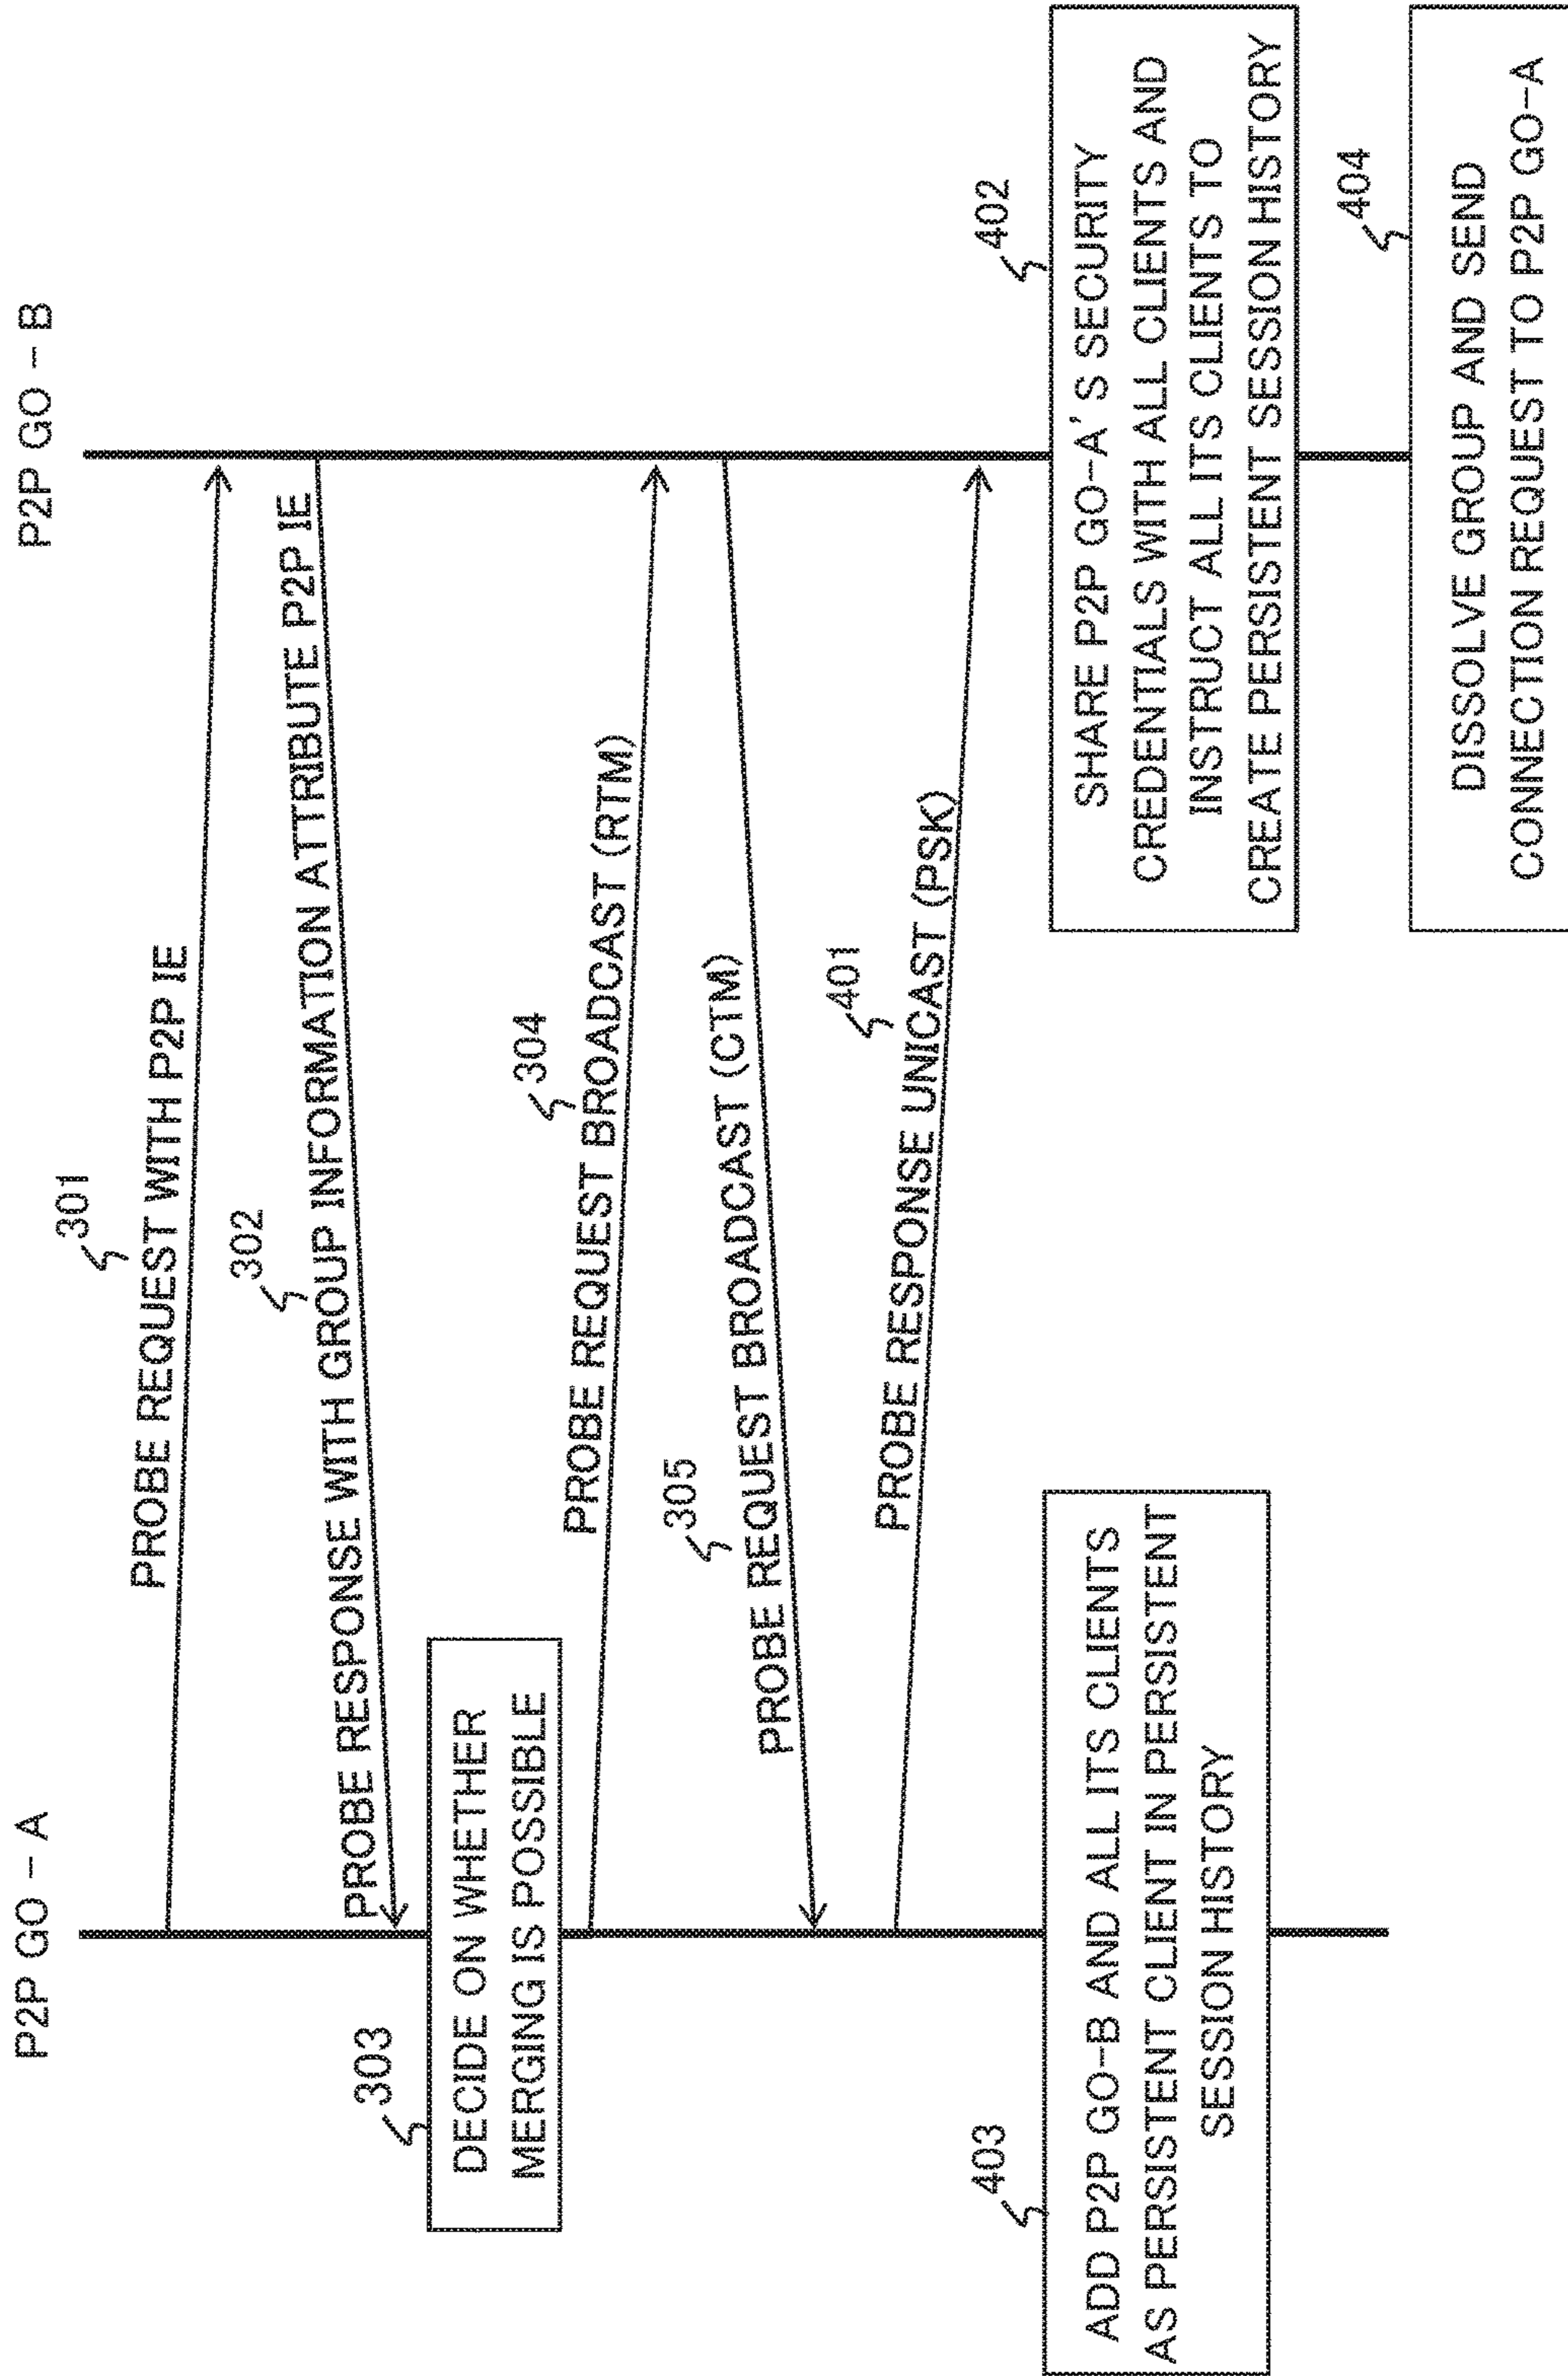 P2P GO - A
P2P GO - B
301
PROBE REQUEST WITH P2P IE
302
PROBE RESPONSE WITH GROUP INFORMATION ATTRIBUTE P2P IE
303
DECIDE ON WHETHER
MERGING IS POSSIBLE
304
PROBE REQUEST BROADCAST (RTM)
305
PROBE REQUEST BROADCAST (CTM)
401
PROBE RESPONSE UNICAST (PSK)
402
SHARE P2P GO-A' S SECURITY
CREDENTIALS WITH ALL CLIENTS AND
INSTRUCT ALL ITS CLIENTS TO
CREATE PERSISTENT SESSION HISTORY
403
ADD P2P GO-B AND ALL ITS CLIENTS
AS PERSISTENT CLIENT IN PERSISTENT
SESSION HISTORY
404
DISSOLVE GROUP AND SEND
CONNECTION REQUEST TO P2P GO-A